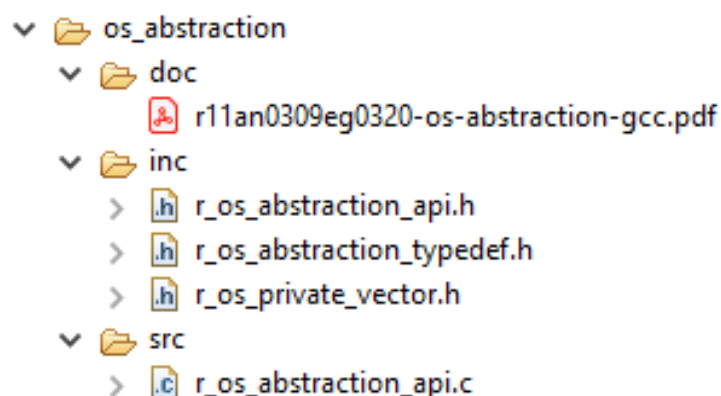 os_abstraction
doc
r11an0309eg0320-os-abstraction-gcc.pdf
inc
.h r_os_abstraction_api.h
.h r_os_abstraction_typedef.h
.h r_os_private_vector.h
src
.c r_os_abstraction_api.c